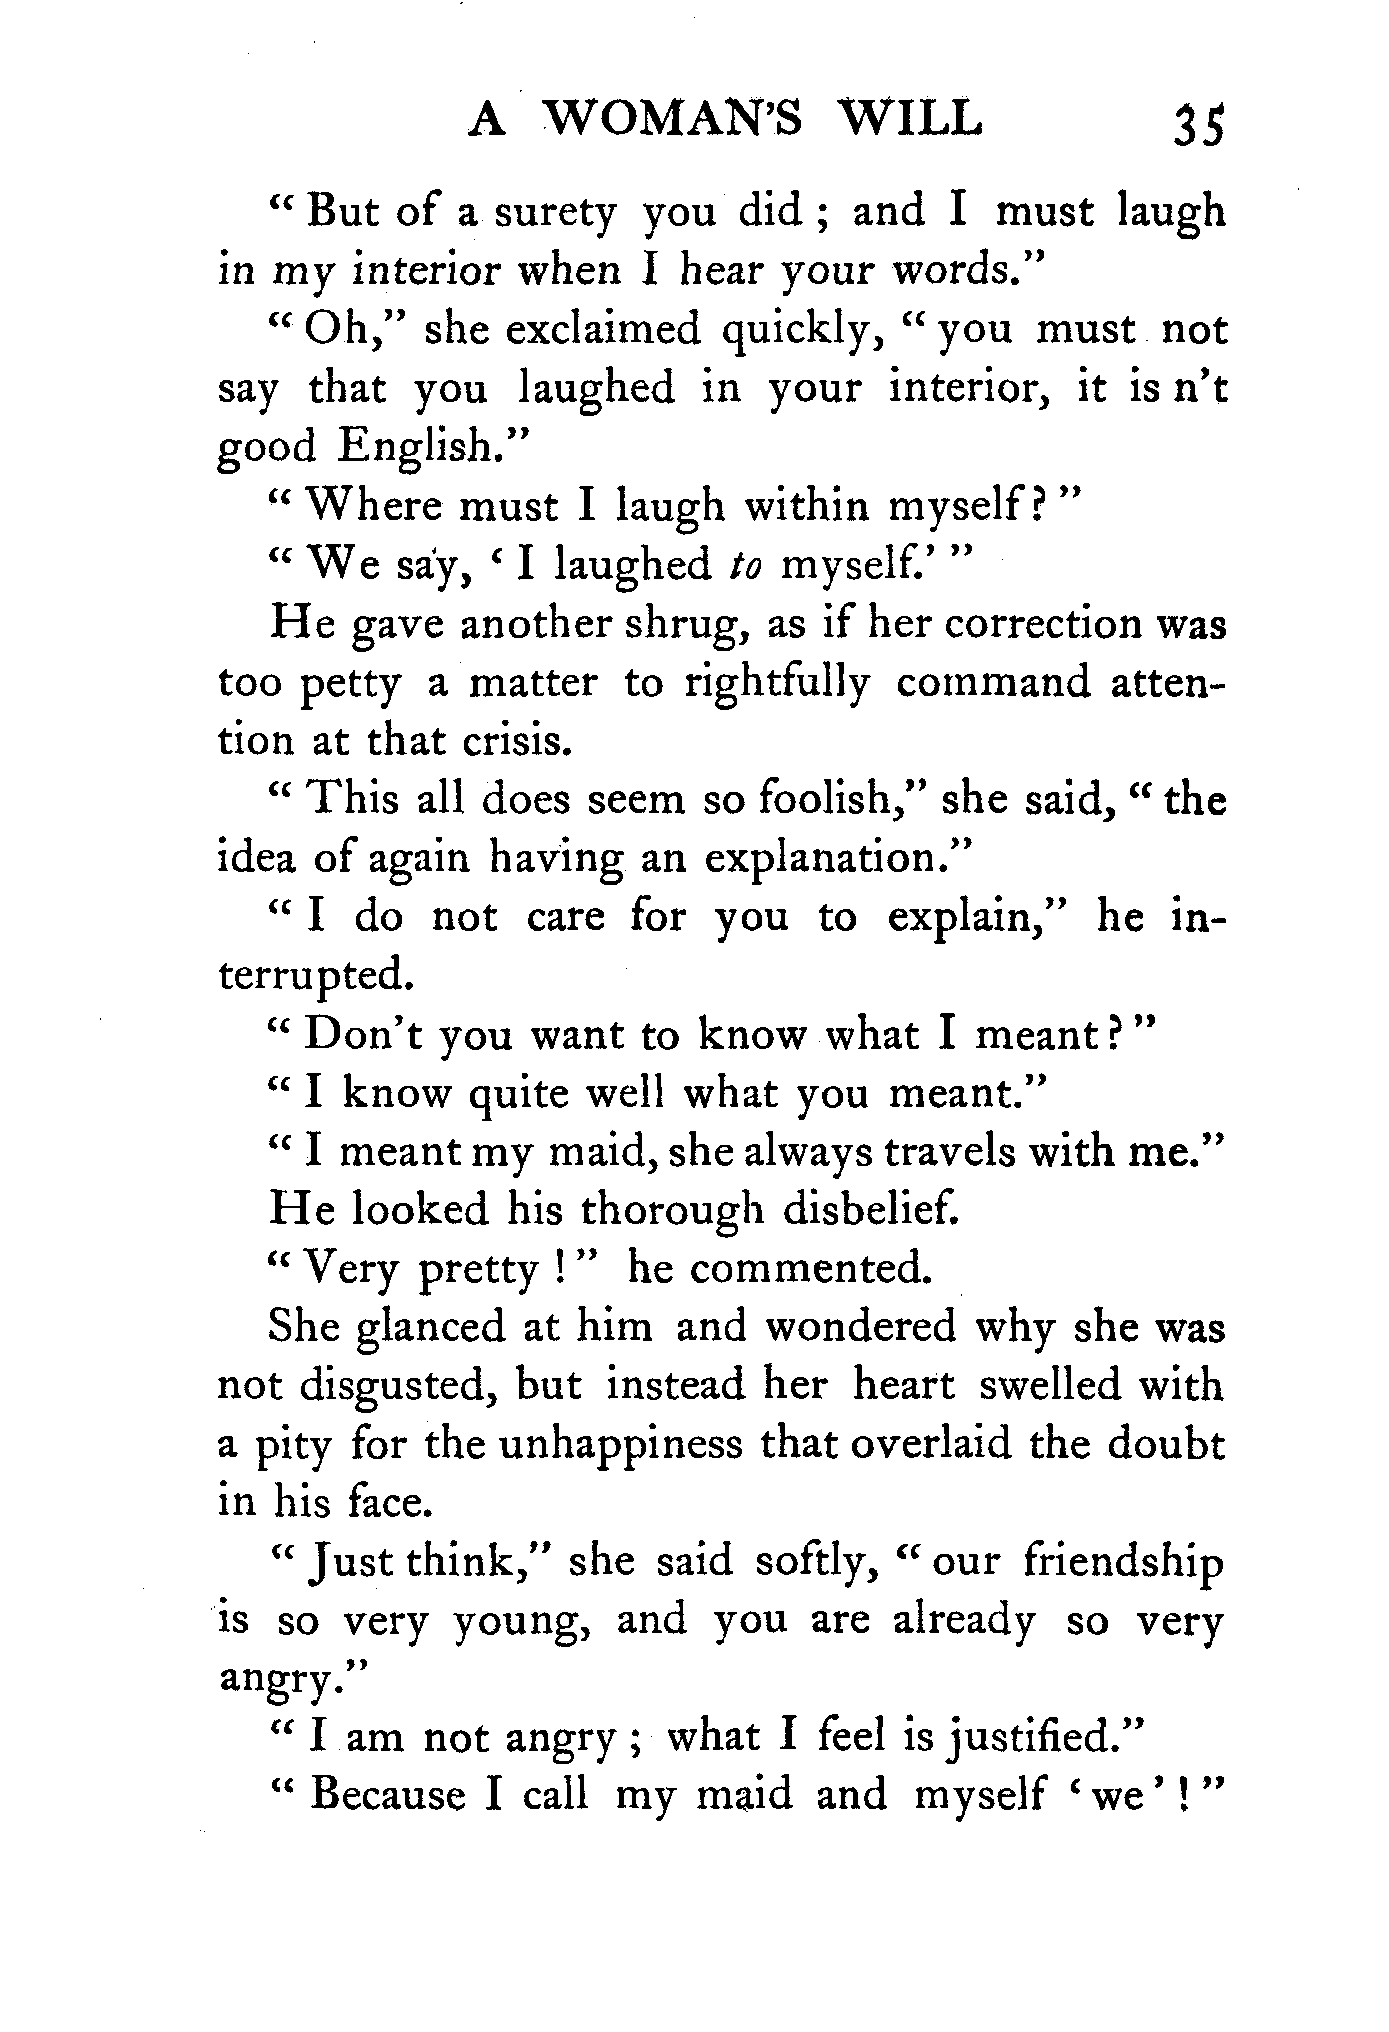 A WOMAN'S WILL 35
“ But of a surety you did ; and I must laugh
in my interior when I hear your words.”
“ Oh,” she exclaimed quickly, “ you must not
say that you laughed in your interior, it is n't
good English.”
“ Where must I laugh within myself? ”
“ We say, ‘ I laughed to myself.’ ”
He gave another shrug, as if her correction was
too petty a matter to rightfully command atten-
tion at that crisis.
“ This all does seem so foolish,” she said, “ the
idea of again having an explanation.”
“ I do not care for you to explain,” he in-
terrupted.
“ Don't you want to know what I meant? ”
“ I know quite well what you meant.”
“ I meant my maid, she always travels with me.”
He looked his thorough disbelief.
“ Very pretty ! ” he commented.
She glanced at him and wondered why she was
not disgusted, but instead her heart swelled with
a pity for the unhappiness that overlaid the doubt
in his face.
“ Just think,” she said softly, “ our friendship
is so very young, and you are already so very
angry.”
“ I am not angry ; what I feel is justified.”
“ Because I call my maid and myself ‘ we ’ ! ”